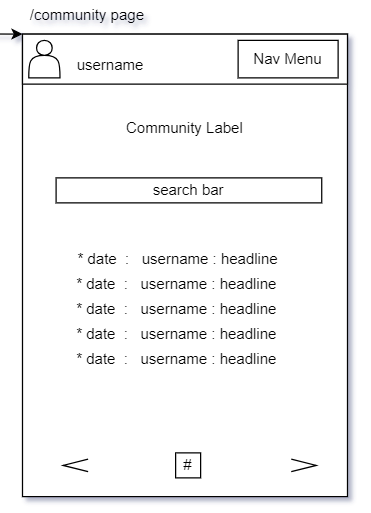 /community page
username
Nav Menu
Community Label
search bar
* date  :   username : headline
* date  :   username : headline
* date  :   username : headline
* date  :   username : headline
* date  :   username : headline
#